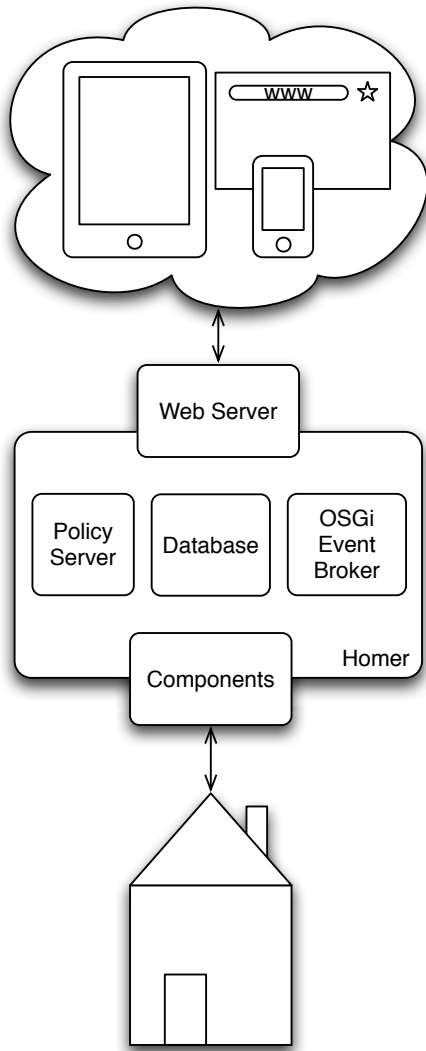 www
Web Server
Policy
Server
Database
OSGi
Event
Broker
Homer
Components